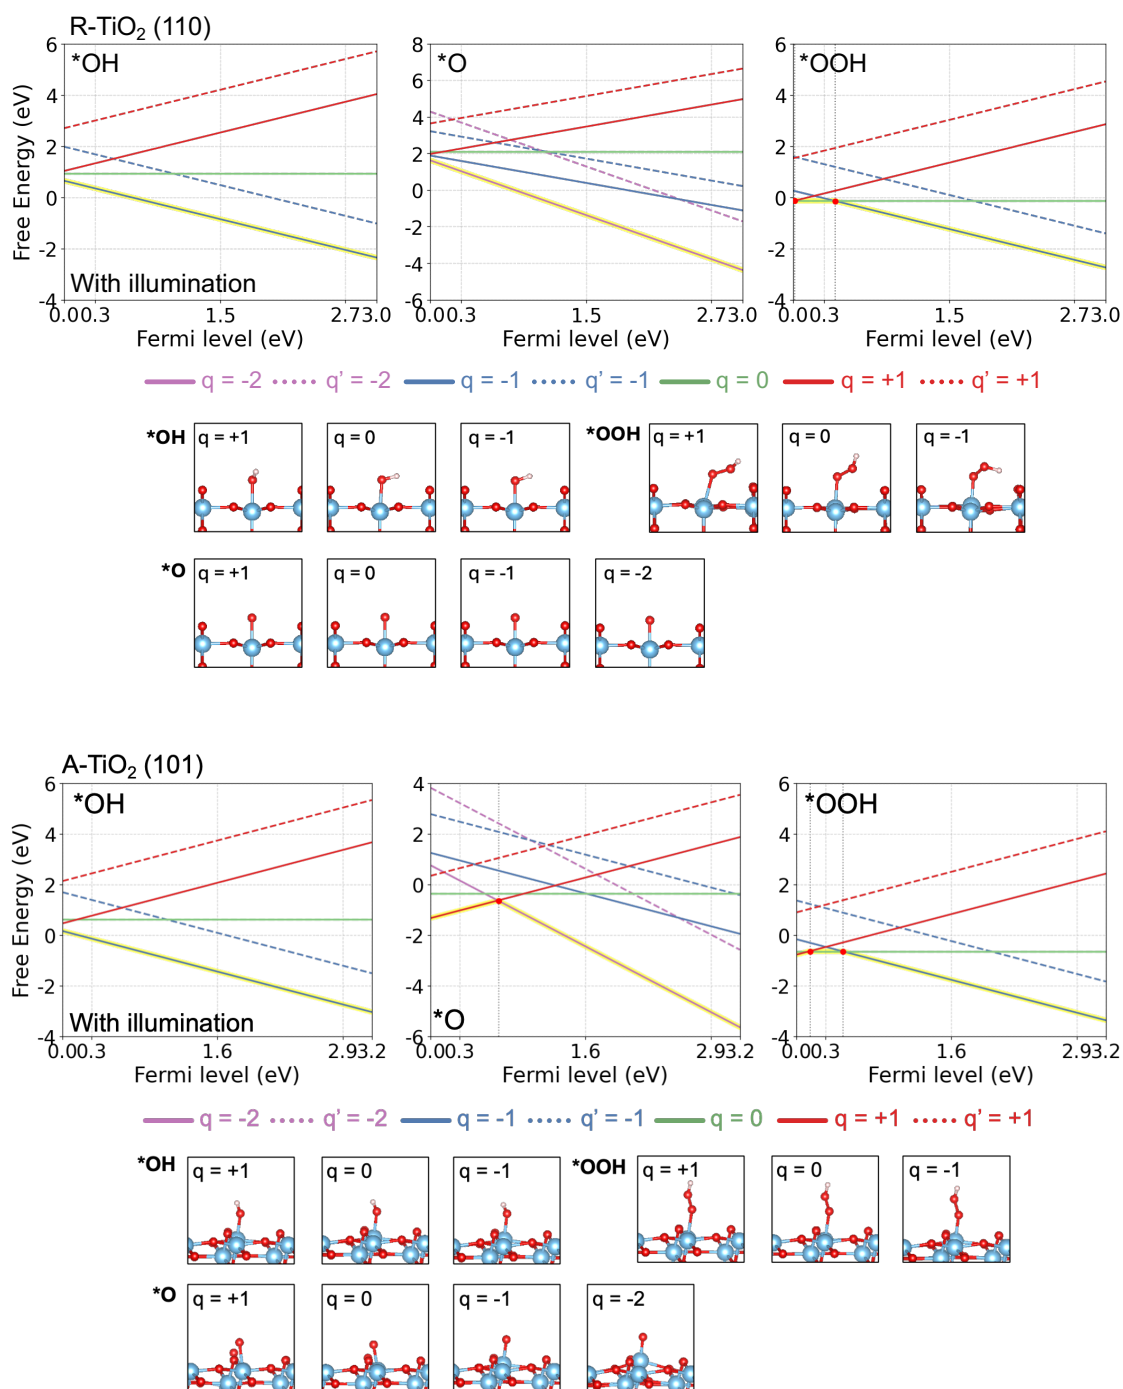 R-TiO₂ (110)
*OH
*O
*OOH
Free Energy (eV)
6
4
2
0
-2
-4
8
6
4
2
0
-2
-4
-6
6
4
2
0
-2
-4
With illumination
0.00.3 1.5 2.73.0
0.00.3 1.5 2.73.0
0.00.3 1.5 2.73.0
Fermi level (eV)
Fermi level (eV)
Fermi level (eV)
q = -2 q' = -2 q = -1 q' = -1 q = 0 q = +1 q' = +1
*OH q = +1 q = 0 q = -1 *OOH q = +1 q = 0 q = -1
*O q = +1 q = 0 q = -1 q = -2
A-TiO₂ (101)
*OH
*O
*OOH
Free Energy (eV)
6
4
2
0
-2
-4
4
2
0
-2
-4
-6
6
4
2
0
-2
-4
With illumination
0.00.3 1.6 2.93.2
0.00.3 1.6 2.93.2
0.00.3 1.6 2.93.2
Fermi level (eV)
Fermi level (eV)
Fermi level (eV)
q = -2 q' = -2 q = -1 q' = -1 q = 0 q = +1 q' = +1
*OH q = +1 q = 0 q = -1 *OOH q = +1 q = 0 q = -1
*O q = +1 q = 0 q = -1 q = -2